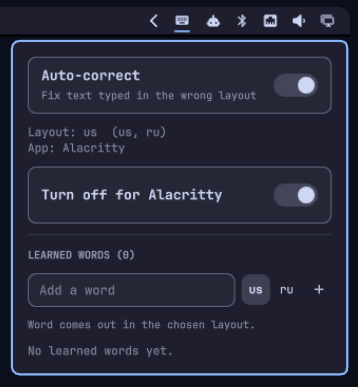 Auto-correct
Fix text typed in the wrong layout
Layout: us (us, ru)
App: Alacritty
Turn off for Alacritty
LEARNED WORDS (0)
Add a word us ru +
Word comes out in the chosen layout.
No learned words yet.